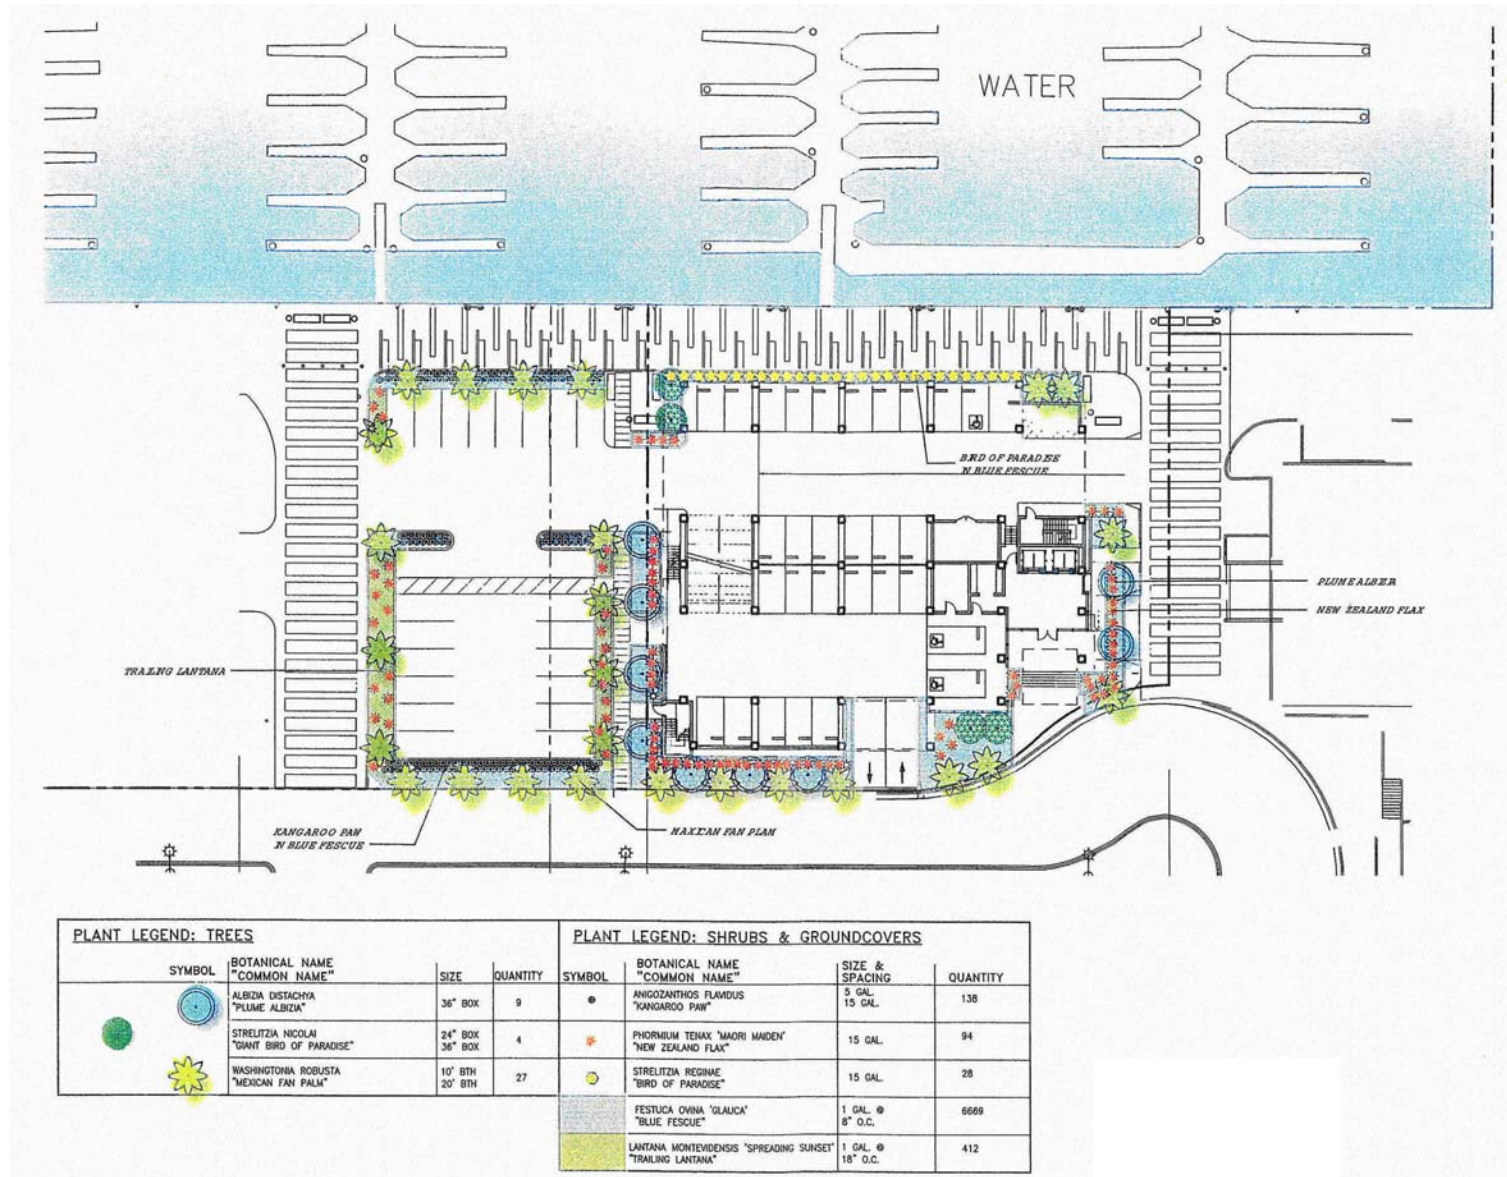 WATER
BIRD OF PARADISE
IN BLUE FESCUE
PLUME ALBIER
NEW ZEALAND FLAX
TRAILING LANTANA
KANGAROO PAW
IN BLUE FESCUE
MAXICAN FAN PLAM
PLANT LEGEND: TREES
SYMBOL
BOTANICAL NAME
"COMMON NAME"
SIZE
QUANTITY
ALBIZIA DISTACHYA
"PLUME ALBIZIA"
36" BOX
9
STRELITZIA NICOLAI
"GIANT BIRD OF PARADISE"
24" BOX
36" BOX
4
WASHINGTONIA ROBUSTA
"MEXICAN FAN PALM"
10' BTH
20' BTH
27
PLANT LEGEND: SHRUBS & GROUNDCOVERS
SYMBOL
BOTANICAL NAME
"COMMON NAME"
SIZE &
SPACING
QUANTITY
ANIGOZANTHOS FLAVIDUS
"KANGAROO PAW"
5 GAL.
15 GAL.
138
PHORMIUM TENAX 'MAORI MAIDEN'
"NEW ZEALAND FLAX"
15 GAL.
94
STRELITZIA REGINAE
"BIRD OF PARADISE"
15 GAL.
28
FESTUCA OVINA 'GLAUCA'
"BLUE FESCUE"
1 GAL. @
8" O.C.
6669
LANTANA MONTEVIDENSIS 'SPREADING SUNSET'
"TRAILING LANTANA"
1 GAL. @
18" O.C.
412